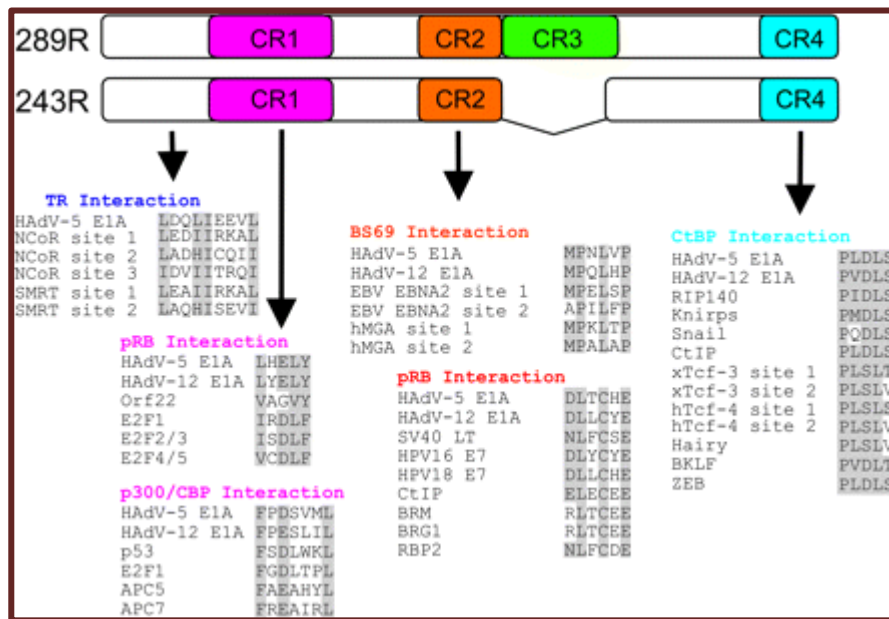 289R CR1 CR2 CR3 CR4
243R CR1 CR2 CR4
TR Interaction
HAdV-5 E1A LDQLIEEVL
NCoR site 1 LEDIIRKAL
NCoR site 2 LADHICQII
NCoR site 3 IDVIITRQI
SMRT site 1 LEAIIRKAL
SMRT site 2 LAQHISEVI
pRB Interaction
HAdV-5 E1A LHELY
HAdV-12 E1A LYELY
Orf22 VAGVY
E2F1 IRDLF
E2F2/3 ISDLF
E2F4/5 VCDLF
p300/CBP Interaction
HAdV-5 E1A FPDSVML
HAdV-12 E1A FPESLIL
p53 FSDLWKL
E2F1 FGDLTPL
APC5 FAEAHYL
APC7 FREAIRL
BS69 Interaction
HAdV-5 E1A MPNLVP
HAdV-12 E1A MPQLHP
EBV EBNA2 site 1 MPELSP
EBV EBNA2 site 2 APILFP
hMGA site 1 MPKLTP
hMGA site 2 MPALAP
pRB Interaction
HAdV-5 E1A DLTCHE
HAdV-12 E1A DLLCYE
SV40 LT NLFCSE
HPV16 E7 DLYCYE
HPV18 E7 DLLCHE
CtIP ELECEE
BRM RLTCEE
BRG1 RLTCEE
RBP2 NLFCDE
CtBP Interaction
HAdV-5 E1A PLDLS
HAdV-12 E1A PVDLS
RIP140 PIDLS
Knirps PMDLS
Snail PQDLS
CtIP PLDLS
xTcf-3 site 1 PLSLT
xTcf-3 site 2 PLSLV
hTcf-4 site 1 PLSLS
hTcf-4 site 2 PLSLV
Hairy PLSLV
BKLF PVDLT
ZEB PLDLS